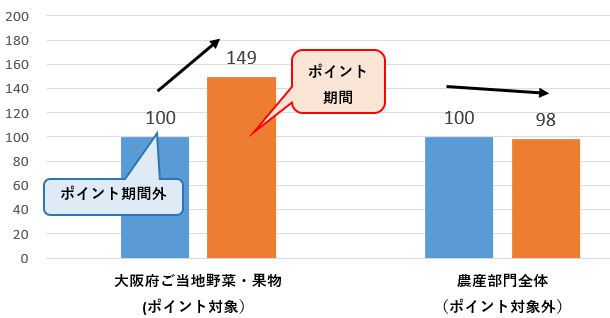 200
180
160
140
120
100
80
60
40
20
0
100
149
ポイント
期間
ポイント期間外
100
98
大阪府ご当地野菜・果物
(ポイント対象）
農産部門全体
（ポイント対象外）